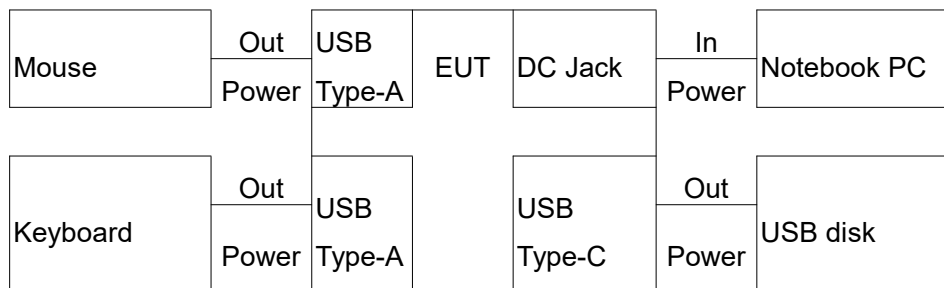 Mouse
Out
Power
USB
Type-A
EUT
DC Jack
In
Power
Notebook PC
Keyboard
Out
Power
USB
Type-A
USB
Type-C
Out
Power
USB disk